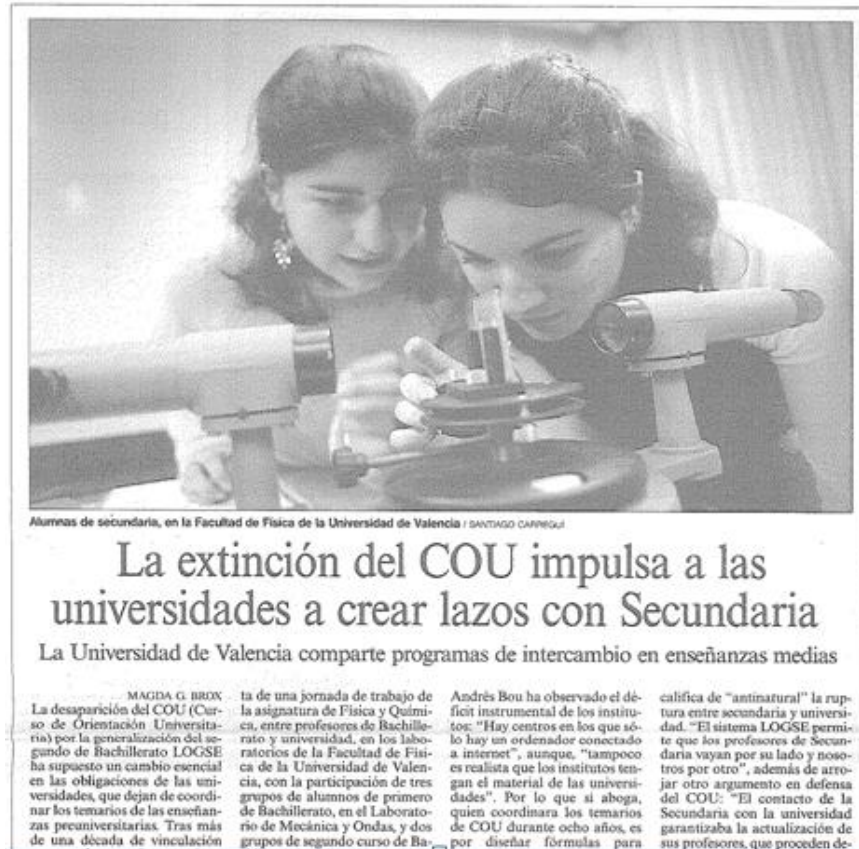 Alumnas de secundaria, en la Facultad de Física de la Universidad de Valencia / SANTIAGO CARREGUÍ
La extinción del COU impulsa a las
universidades a crear lazos con Secundaria
La Universidad de Valencia comparte programas de intercambio en enseñanzas medias
MAGDA G. BROX
La desaparición del COU (Cur-
so de Orientación Universita-
ria) por la generalización del se-
gundo de Bachillerato LOGSE
ha supuesto un cambio esencial
en las obligaciones de las uni-
versidades, que dejan de coordi-
nar los temarios de las enseñan-
zas preuniversitarias. Tras más
de una década de vinculación
ta de una jornada de trabajo de
la asignatura de Física y Quími-
ca, entre profesores de Bachille-
rato y universidad, en los labo-
ratorios de la Facultad de Físi-
ca de la Universidad de Valen-
cia, con la participación de tres
grupos de alumnos de primero
de Bachillerato, en el Laborato-
rio de Mecánica y Ondas, y dos
grupos de segundo curso de Ba-
Andrés Bou ha observado el dé-
ficit instrumental de los institu-
tos: "Hay centros en los que só-
lo hay un ordenador conectado
a internet", aunque, "tampoco
es realista que los institutos ten-
gan el material de las universi-
dades". Por lo que sí aboga,
quien coordinara los temarios
de COU durante ocho años, es
por diseñar fórmulas para
califica de "antinatural" la rup-
tura entre secundaria y universi-
dad. "El sistema LOGSE permi-
te que los profesores de Secun-
daria vayan por su lado y noso-
tros por otro", además de arro-
jar otro argumento en defensa
del COU: "El contacto de la
Secundaria con la universidad
garantizaba la actualización de
sus profesores, que proceden de-